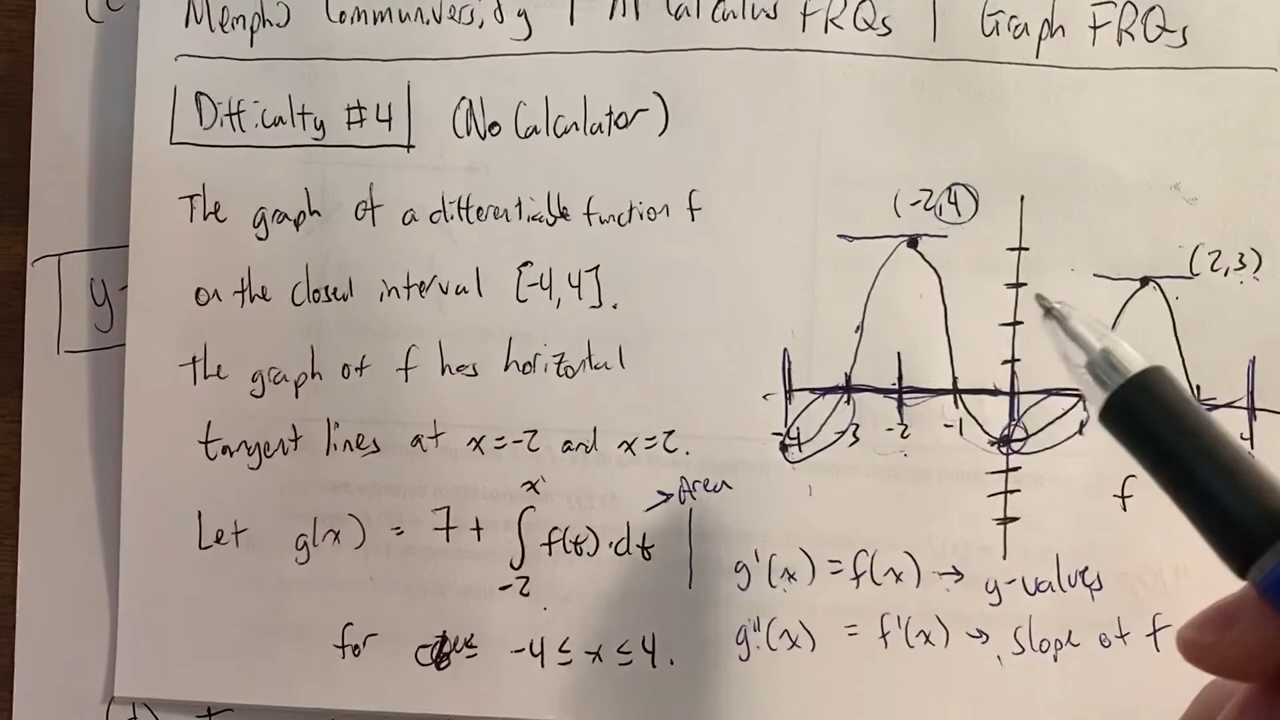 Communiversity | AP Calculus FRQs | Graph FRQs
Difficulty #4 (No Calculator)
The graph of a differentiable function f
on the closed interval [-4,4].
The graph of f has horizontal
tangent lines at x=-2 and x=2.
Let g(x) = 7 + ∫_{-2}^{x} f(t)·dt → Area
for -4 ≤ x ≤ 4.
g'(x) = f(x) → y-values
g''(x) = f'(x) → slope of f
(-2,4)
(2,3)
-4 -3 -2 -1
f
y-